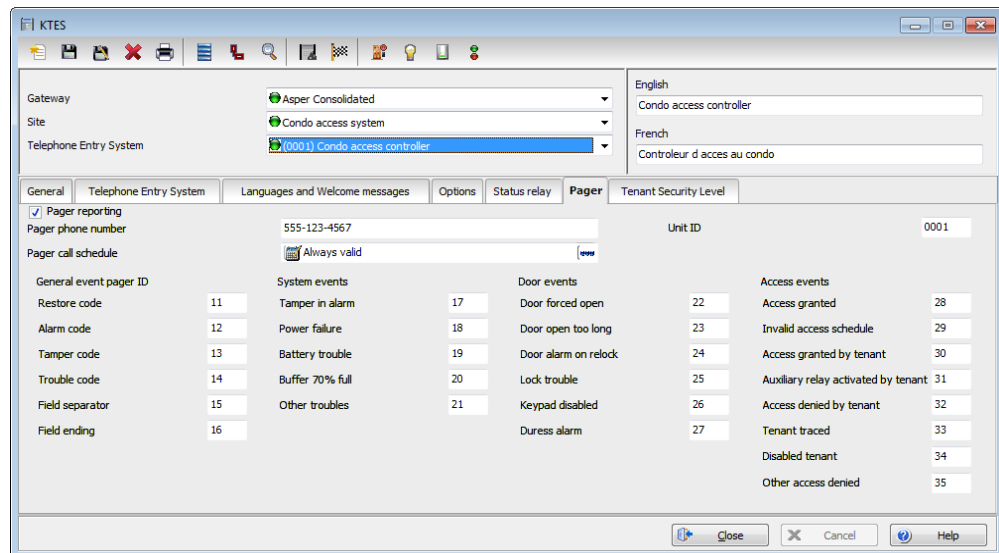 KTES
Gateway
Asper Consolidated
Site
Condo access system
Telephone Entry System
(0001) Condo access controller
English
Condo access controller
French
Controleur d acces au condo
General Telephone Entry System Languages and Welcome messages Options Status relay Pager Tenant Security Level
Pager reporting
Pager phone number 555-123-4567 Unit ID 0001
Pager call schedule Always valid
General event pager ID System events Door events Access events
Restore code 11 Tamper in alarm 17 Door forced open 22 Access granted 28
Alarm code 12 Power failure 18 Door open too long 23 Invalid access schedule 29
Tamper code 13 Battery trouble 19 Door alarm on relock 24 Access granted by tenant 30
Trouble code 14 Buffer 70% full 20 Lock trouble 25 Auxiliary relay activated by tenant 31
Field separator 15 Other troubles 21 Keypad disabled 26 Access denied by tenant 32
Field ending 16 Duress alarm 27 Tenant traced 33
Disabled tenant 34
Other access denied 35
Close Cancel Help